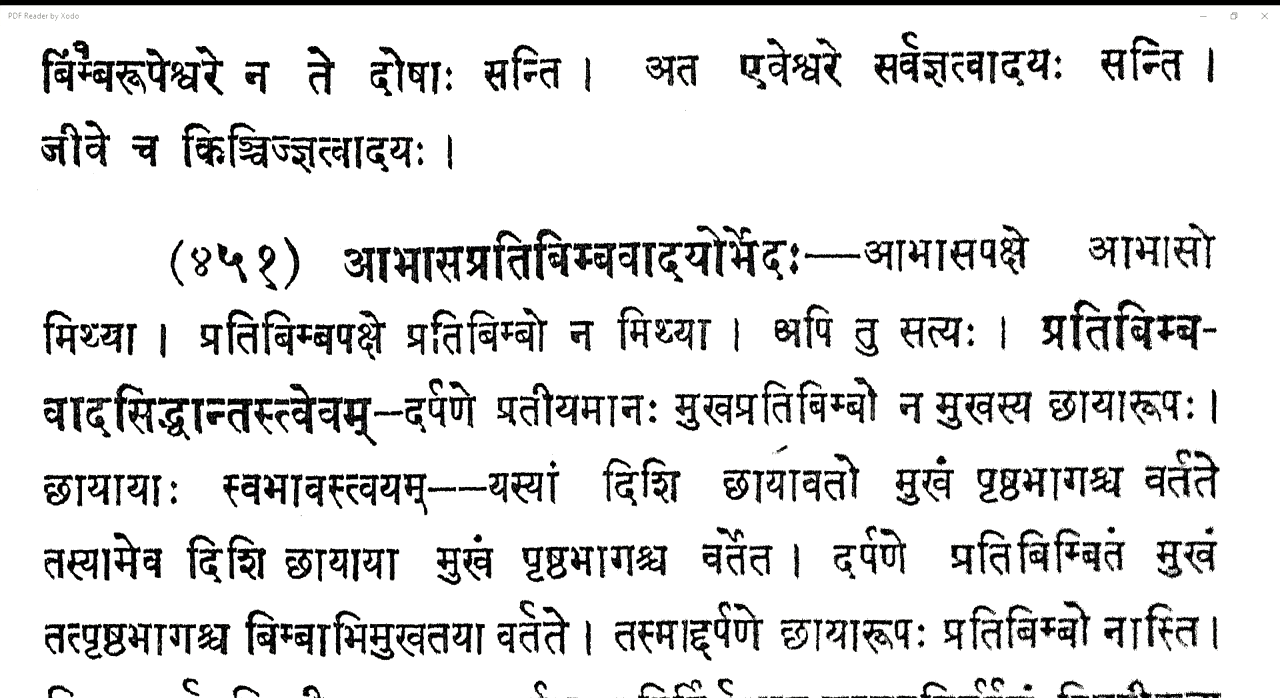 PDF Reader by Xodo
बिम्बरूपेश्वरे न ते दोषाः सन्ति । अत एवेश्वरे सर्वज्ञत्वादयः सन्ति ।
जीवे च किञ्चिज्ज्ञत्वादयः ।
(४५१) आभासप्रतिबिम्बवादयोर्भेदः——आभासपक्षे आभासो
मिथ्या । प्रतिबिम्बपक्षे प्रतिबिम्बो न मिथ्या । अपि तु सत्यः । प्रतिबिम्ब-
वादसिद्धान्तस्त्वेवम्—दर्पणे प्रतीयमानः मुखप्रतिबिम्बो न मुखस्य छायारूपः ।
छायायाः स्वभावस्त्वयम्——यस्यां दिशि छायावतो मुखं पृष्ठभागश्च वर्तते
तस्यामेव दिशि छायाया मुखं पृष्ठभागश्च वर्तेत । दर्पणे प्रतिबिम्बितं मुखं
तत्पृष्ठभागश्च बिम्बाभिमुखतया वर्तते । तस्माद्दर्पणे छायारूपः प्रतिबिम्बो नास्ति ।